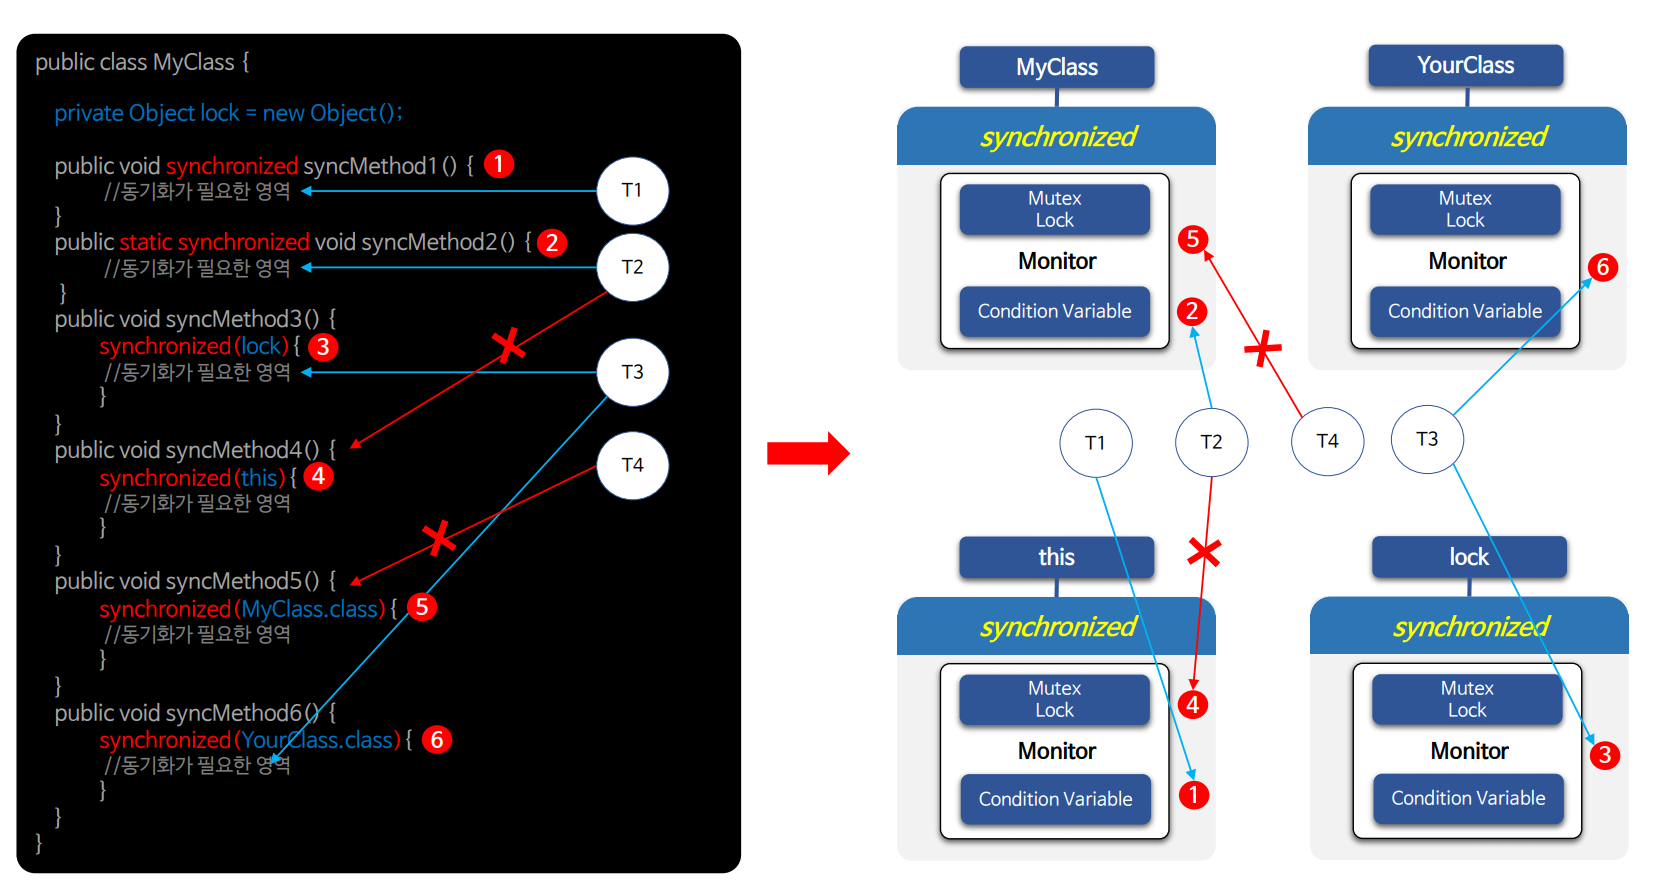 public class MyClass {
private Object lock = new Object();
public void synchronized syncMethod1() { 1
//동기화가 필요한 영역
}
public static synchronized void syncMethod2() { 2
//동기화가 필요한 영역
}
public void syncMethod3() {
synchronized(lock) { 3
//동기화가 필요한 영역
}
}
public void syncMethod4() {
synchronized(this) { 4
//동기화가 필요한 영역
}
}
public void syncMethod5() {
synchronized(MyClass.class) { 5
//동기화가 필요한 영역
}
}
public void syncMethod6() {
synchronized(YourClass.class) { 6
//동기화가 필요한 영역
}
}
}
T1
T2
T3
T4
MyClass
synchronized
Mutex
Lock
Monitor
Condition Variable
5
2
YourClass
synchronized
Mutex
Lock
Monitor
Condition Variable
6
T1
T2
T4
T3
this
synchronized
Mutex
Lock
Monitor
Condition Variable
4
1
lock
synchronized
Mutex
Lock
Monitor
Condition Variable
3